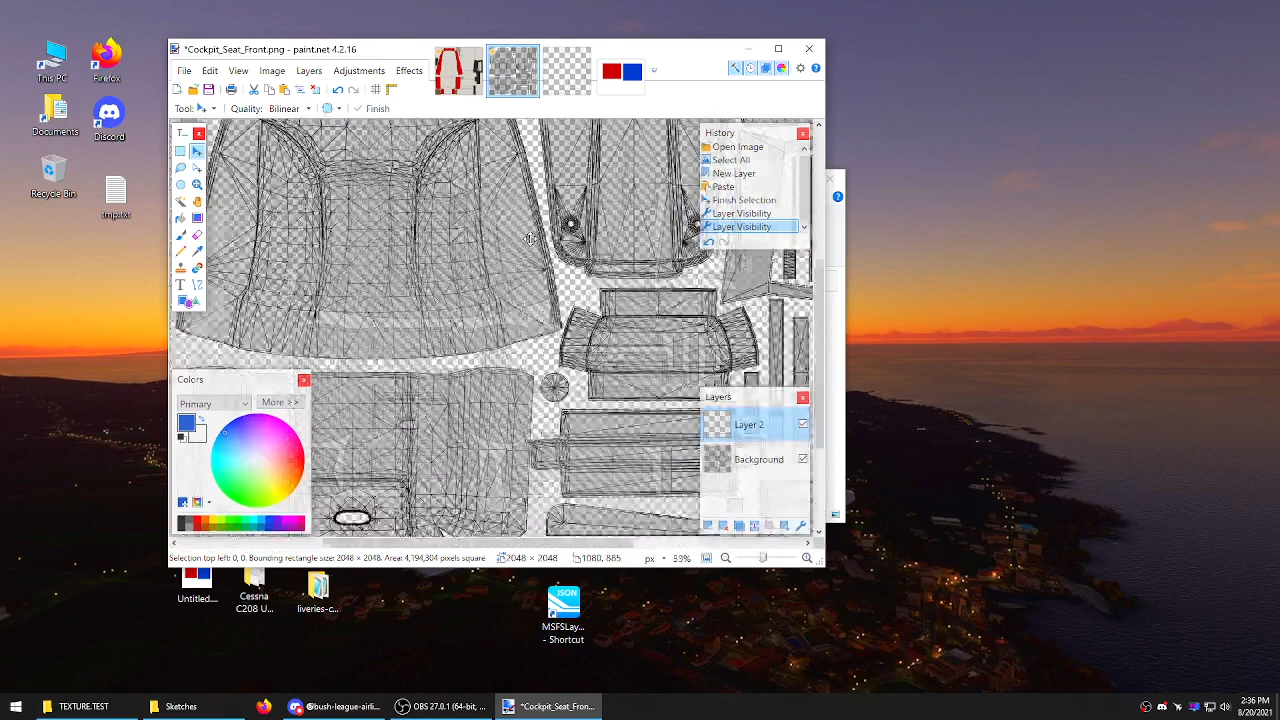 This PC
Firefox
Documents
Discord
Recycle Bin
tmp.txt
*Cockpit_Seat_Front.png - paint.net 4.2.16
File Edit View Image Layers Adjustments Effects
Tool: Quality: Bilinear Finish
T...
History
Open Image
Select All
New Layer
Paste
Finish Selection
Layer Visibility
Layer Visibility
Colors
Primary
More >>
Layers
Layer 2
Background
Selection top left: 0, 0. Bounding rectangle size: 2048 × 2048. Area: 4,194,304 pixels square
2048 × 2048
1080, 885
px
Untitled...
Cessna C208 U...
liveries-c...
JSON
MSFSLay... - Shortcut
TEXTURE TEST
Sketches
OBS 27.0.1 (64-bit, ...
*Cockpit_Seat_Fron...
2:36 PM
8/20/2021